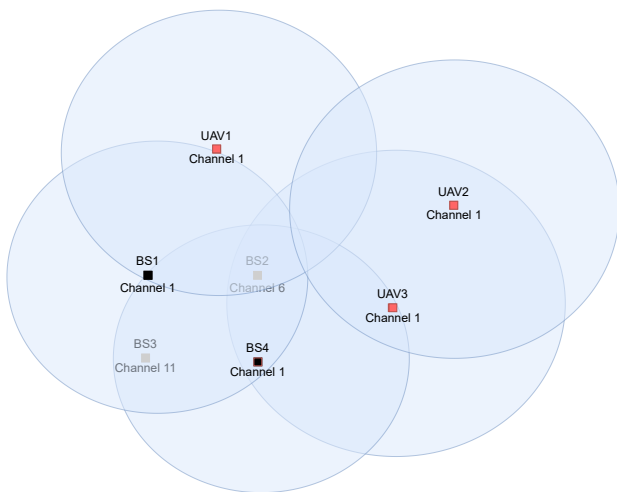 UAV1
Channel 1
UAV2
Channel 1
BS1
Channel 1
BS2
Channel 6
UAV3
Channel 1
BS3
Channel 11
BS4
Channel 1